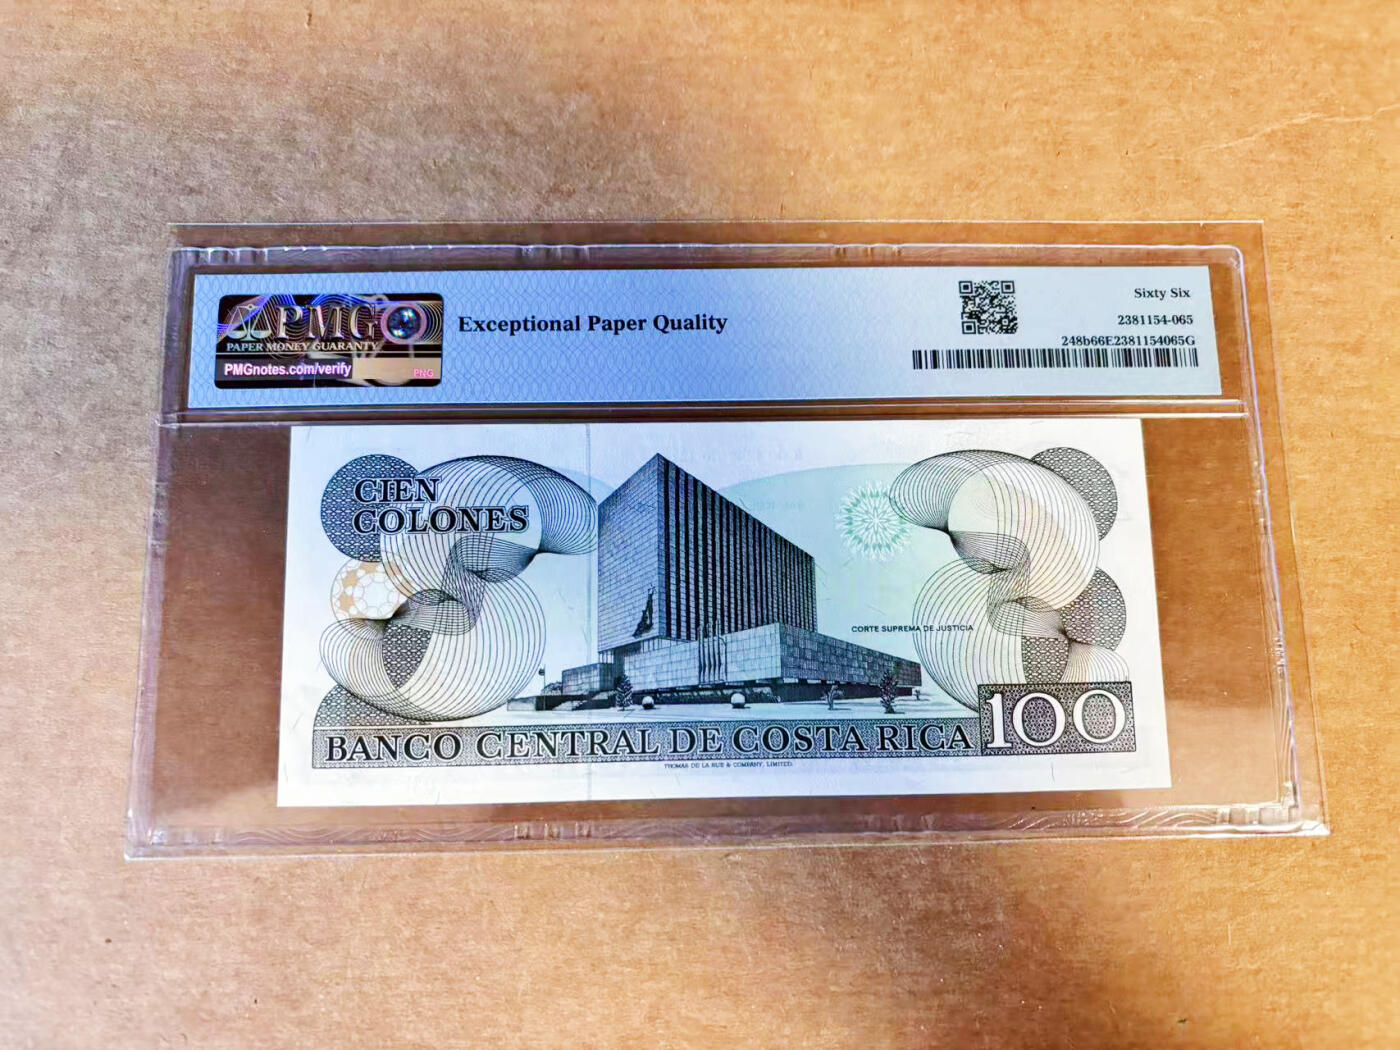 PMG
PAPER MONEY GUARANTY
PMGnotes.com/verify
PNG
Exceptional Paper Quality
Sixty Six
2381154-065
248b66E2381154065G
CIEN
COLONES
CORTE SUPREMA DE JUSTICIA
BANCO CENTRAL DE COSTA RICA
100
THOMAS DE LA RUE & COMPANY, LIMITED.